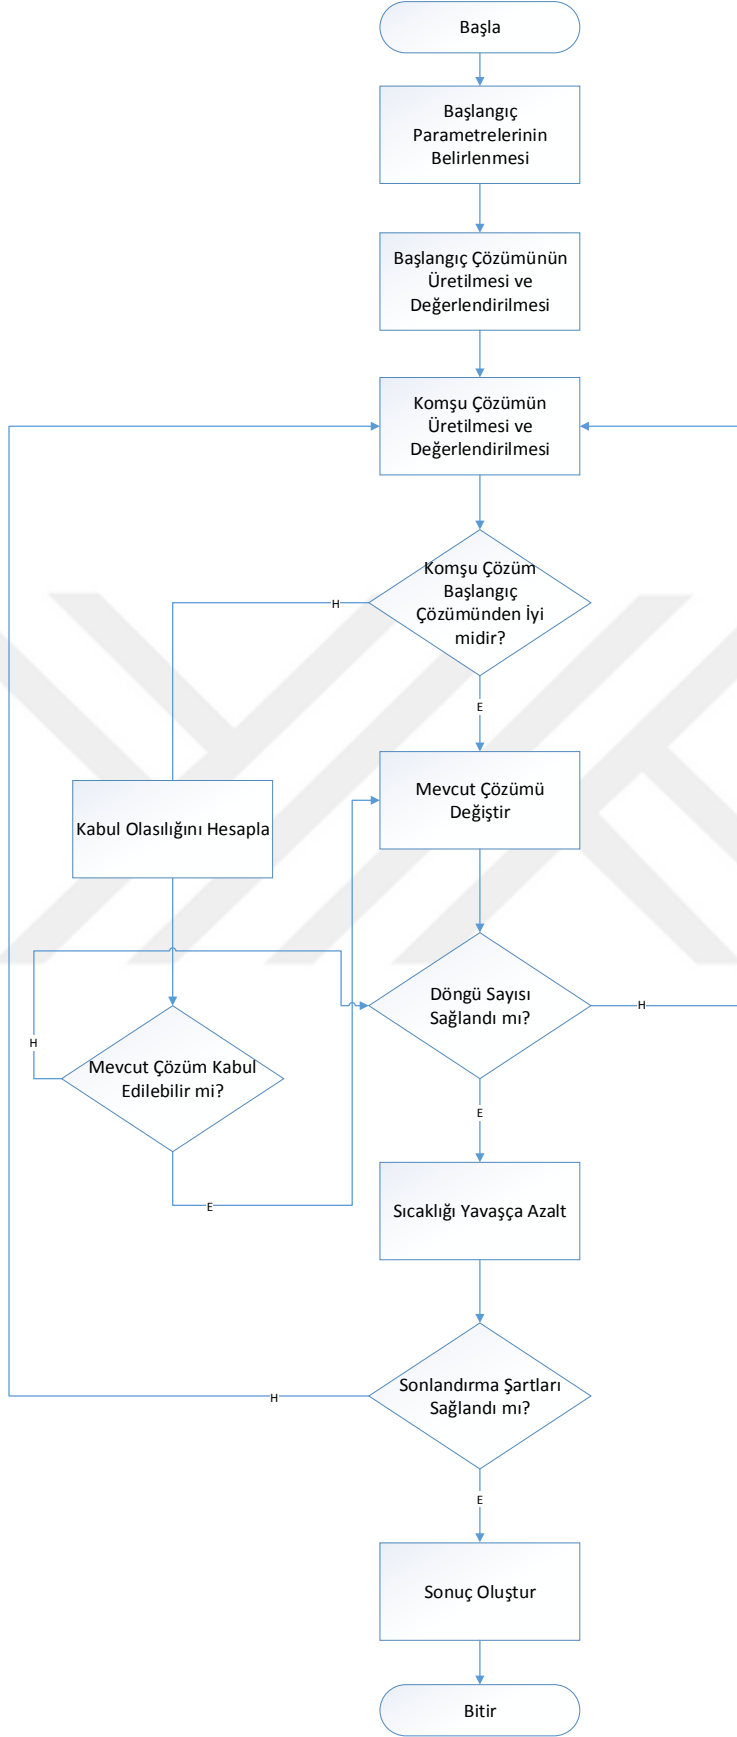 Başla
Başlangıç
Parametrelerinin
Belirlenmesi
Başlangıç Çözümünün
Üretilmesi ve
Değerlendirilmesi
Komşu Çözümün
Üretilmesi ve
Değerlendirilmesi
Komşu Çözüm
Başlangıç
Çözümünden İyi
midir?
H
E
Mevcut Çözümü
Değiştir
Kabul Olasılığını Hesapla
Döngü Sayısı
Sağlandı mı?
H
H
Mevcut Çözüm Kabul
Edilebilir mi?
E
E
Sıcaklığı Yavaşça Azalt
Sonlandırma Şartları
Sağlandı mı?
H
E
Sonuç Oluştur
Bitir